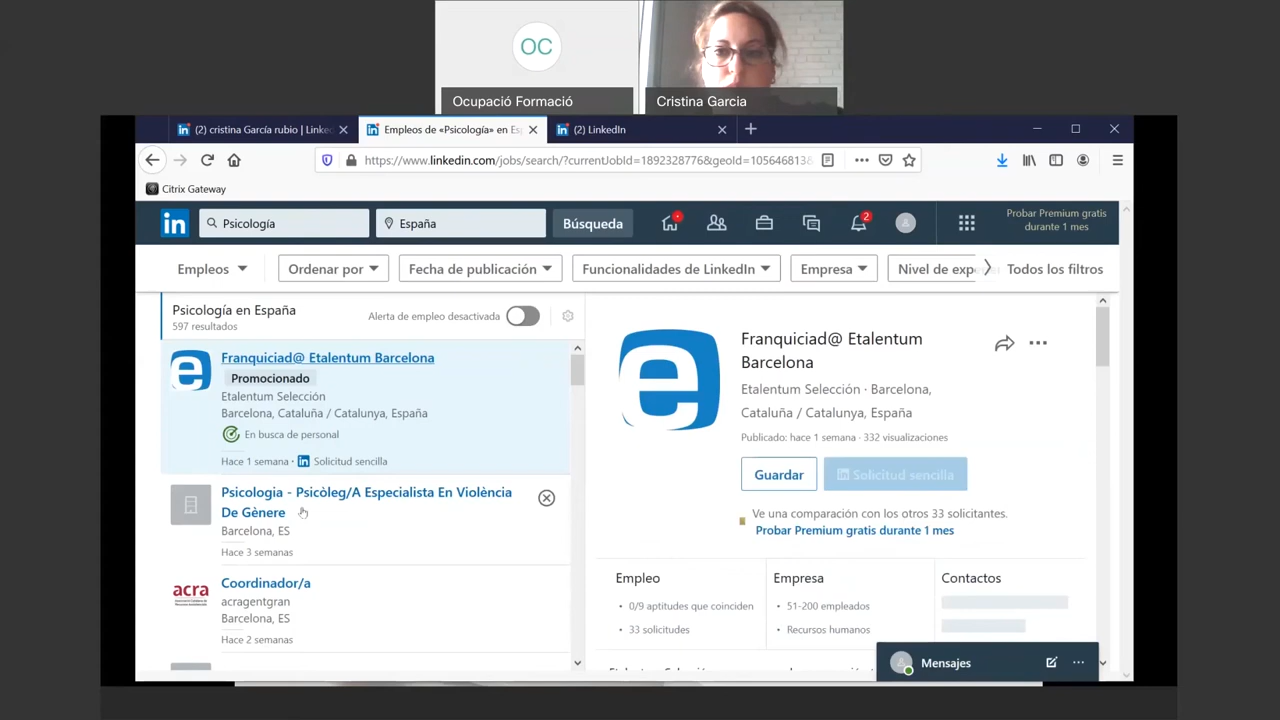 OC
Ocupació Formació
Cristina Garcia
(2) cristina García rubio | Linke
Empleos de «Psicología» en Es
(2) LinkedIn
https://www.linkedin.com/jobs/search/?currentJobId=1892328776&geoId=105646813&
Citrix Gateway
in
Psicología
España
Búsqueda
2
Probar Premium gratis
durante 1 mes
Empleos
Ordenar por
Fecha de publicación
Funcionalidades de LinkedIn
Empresa
Nivel de expe
Todos los filtros
Psicología en España
597 resultados
Alerta de empleo desactivada
Franquiciad@ Etalentum Barcelona
Promocionado
Etalentum Selección
Barcelona, Cataluña / Catalunya, España
En busca de personal
Hace 1 semana · in Solicitud sencilla
Psicologia - Psicòleg/A Especialista En Violència
De Gènere
Barcelona, ES
Hace 3 semanas
acra
Coordinador/a
acragentgran
Barcelona, ES
Hace 2 semanas
Franquiciad@ Etalentum
Barcelona
Etalentum Selección · Barcelona,
Cataluña / Catalunya, España
Publicado: hace 1 semana · 332 visualizaciones
Guardar
in Solicitud sencilla
Ve una comparación con los otros 33 solicitantes.
Probar Premium gratis durante 1 mes
Empleo
• 0/9 aptitudes que coinciden
• 33 solicitudes
Empresa
• 51-200 empleados
• Recursos humanos
Contactos
Mensajes